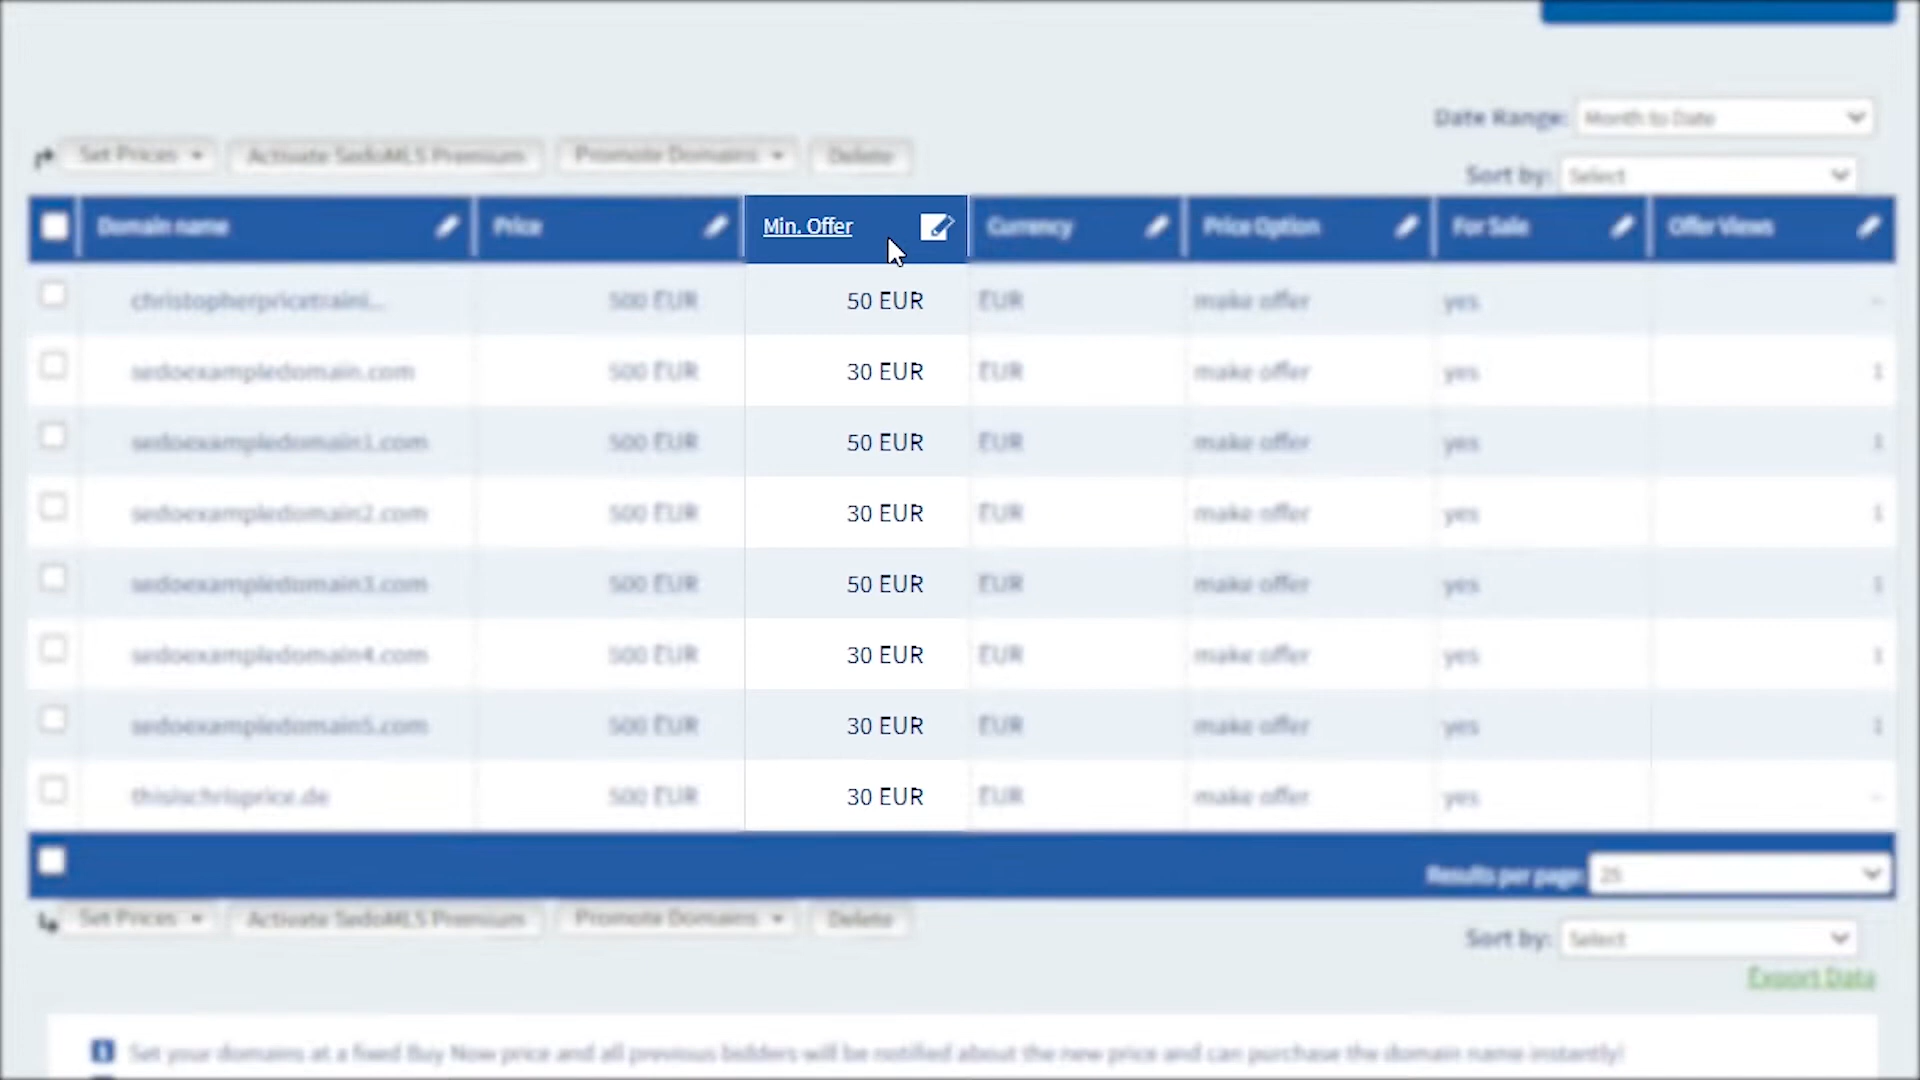 Date Range: Month to Date
Set Prices Activate SedoMLS Premium Promote Domains Delete
Sort by: Select
Domain name Price Min. Offer Currency Price Option For Sale Offer Views
christopherpricetraini... 500 EUR 50 EUR EUR make offer yes -
sedoexampledomain.com 500 EUR 30 EUR EUR make offer yes 1
sedoexampledomain1.com 500 EUR 50 EUR EUR make offer yes 1
sedoexampledomain2.com 500 EUR 30 EUR EUR make offer yes 1
sedoexampledomain3.com 500 EUR 50 EUR EUR make offer yes 1
sedoexampledomain4.com 500 EUR 30 EUR EUR make offer yes 1
sedoexampledomain5.com 500 EUR 30 EUR EUR make offer yes 1
thisischrisprice.de 500 EUR 30 EUR EUR make offer yes -
Results per page: 25
Set Prices Activate SedoMLS Premium Promote Domains Delete
Sort by: Select
Export Data
Set your domains at a fixed Buy Now price and all previous bidders will be notified about the new price and can purchase the domain name instantly!